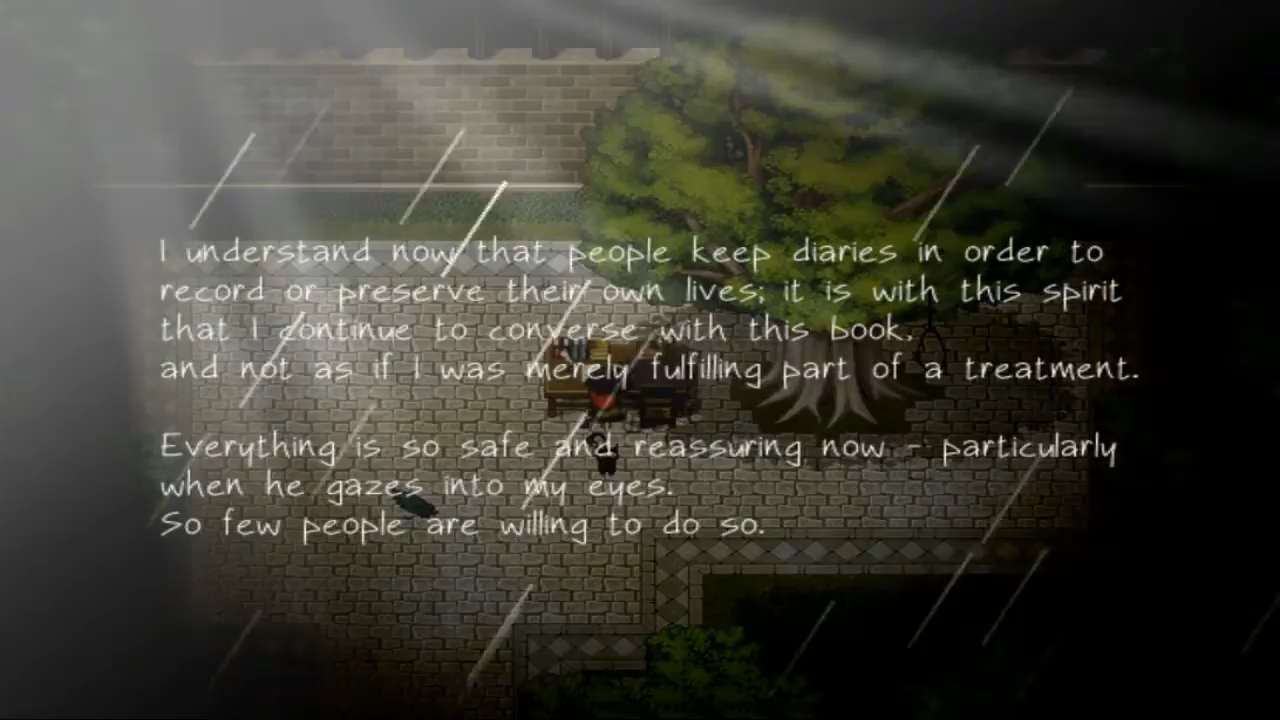 I understand now that people keep diaries in order to
record or preserve their own lives; it is with this spirit
that I continue to converse with this book,
and not as if I was merely fulfilling part of a treatment.
Everything is so safe and reassuring now - particularly
when he gazes into my eyes.
So few people are willing to do so.